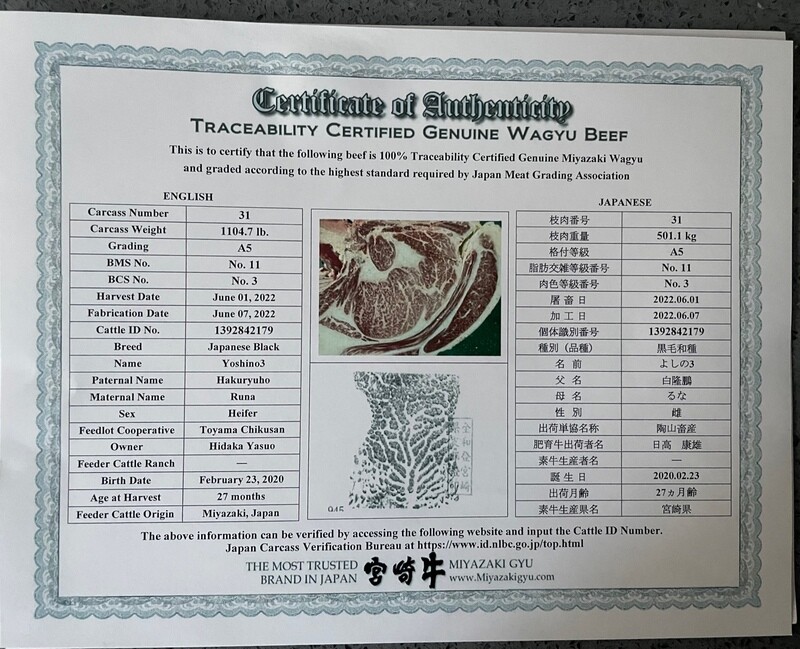 Certificate of Authenticity
TRACEABILITY CERTIFIED GENUINE WAGYU BEEF
This is to certify that the following beef is 100% Traceability Certified Genuine Miyazaki Wagyu
and graded according to the highest standard required by Japan Meat Grading Association
ENGLISH
Carcass Number 31
Carcass Weight 1104.7 lb.
Grading A5
BMS No. No. 11
BCS No. No. 3
Harvest Date June 01, 2022
Fabrication Date June 07, 2022
Cattle ID No. 1392842179
Breed Japanese Black
Name Yoshino3
Paternal Name Hakuryuho
Maternal Name Runa
Sex Heifer
Feedlot Cooperative Toyama Chikusan
Owner Hidaka Yasuo
Feeder Cattle Ranch —
Birth Date February 23, 2020
Age at Harvest 27 months
Feeder Cattle Origin Miyazaki, Japan
945
JAPANESE
枝肉番号 31
枝肉重量 501.1 kg
格付等級 A5
脂肪交雑等級番号 No. 11
肉色等級番号 No. 3
屠畜日 2022.06.01
加工日 2022.06.07
個体識別番号 1392842179
種別（品種） 黒毛和種
名前 よしの3
父名 白隆鵬
母名 るな
性別 雌
出荷単協名称 陶山畜産
肥育牛出荷者名 日高 康雄
素牛生産者名 —
誕生日 2020.02.23
出荷月齢 27ヵ月齢
素牛生産県名 宮崎県
The above information can be verified by accessing the following website and input the Cattle ID Number.
Japan Carcass Verification Bureau at https://www.id.nlbc.go.jp/top.html
THE MOST TRUSTED
BRAND IN JAPAN
宮崎牛
MIYAZAKI GYU
www.Miyazakigyu.com